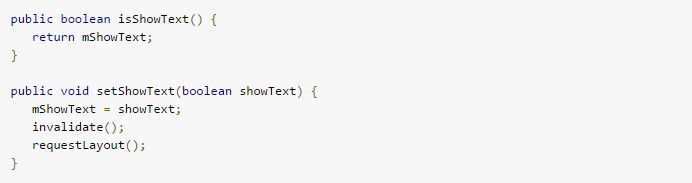 public boolean isShowText() {
   return mShowText;
}

public void setShowText(boolean showText) {
   mShowText = showText;
   invalidate();
   requestLayout();
}